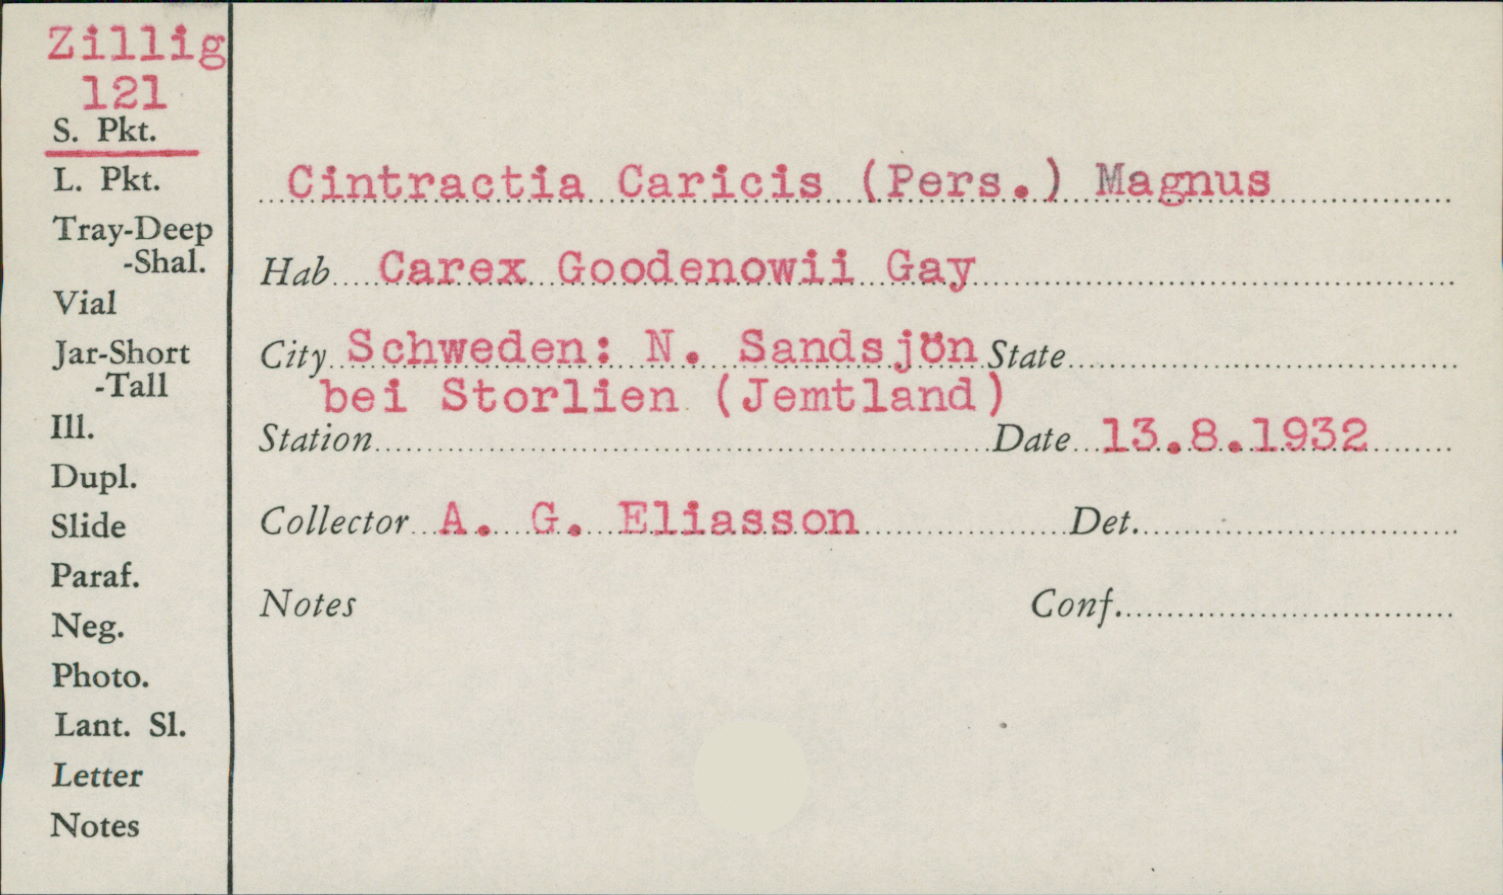 Zillig
121
S. Pkt.
L. Pkt.
Tray-Deep
-Shal.
Vial
Jar-Short
-Tall
Ill.
Dupl.
Slide
Paraf.
Neg.
Photo.
Lant. Sl.
Letter
Notes
Cintractia Caricis (Pers.) Magnus
Hab Carex Goodenowii Gay
City Schweden: N. Sandsjön State
bei Storlien (Jemtland)
Station Date 13.8.1932
Collector A. G. Eliasson Det.
Notes Conf.